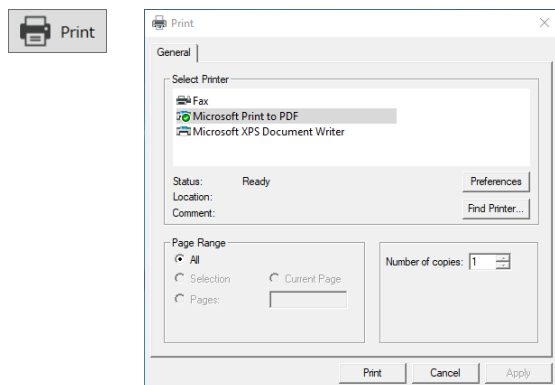 Print
Print
General
Select Printer
Fax
Microsoft Print to PDF
Microsoft XPS Document Writer
Status: Ready
Preferences
Location:
Comment:
Find Printer...
Page Range
All
Selection Current Page
Pages:
Number of copies: 1
Print Cancel Apply